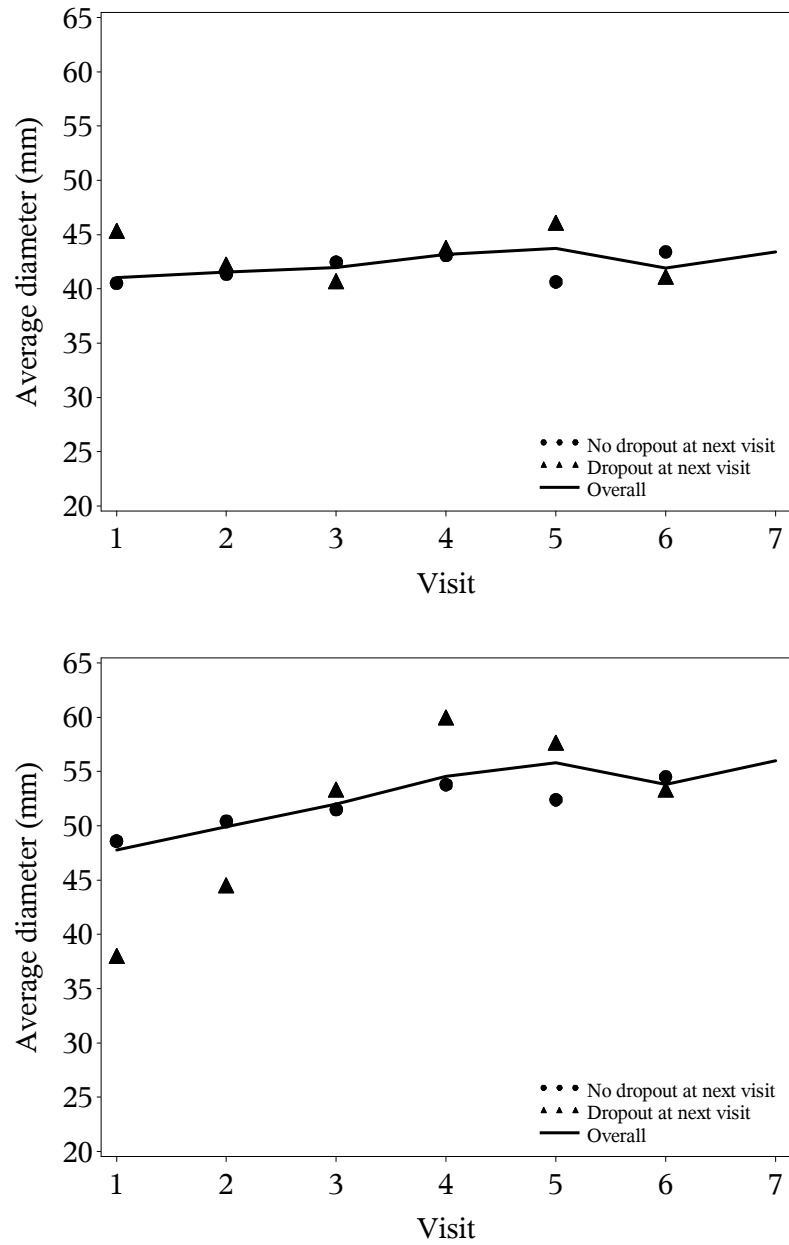 65
60
55
50
45
40
35
30
25
20
Average diameter (mm)
No dropout at next visit
Dropout at next visit
Overall
1 2 3 4 5 6 7
Visit
65
60
55
50
45
40
35
30
25
20
Average diameter (mm)
No dropout at next visit
Dropout at next visit
Overall
1 2 3 4 5 6 7
Visit